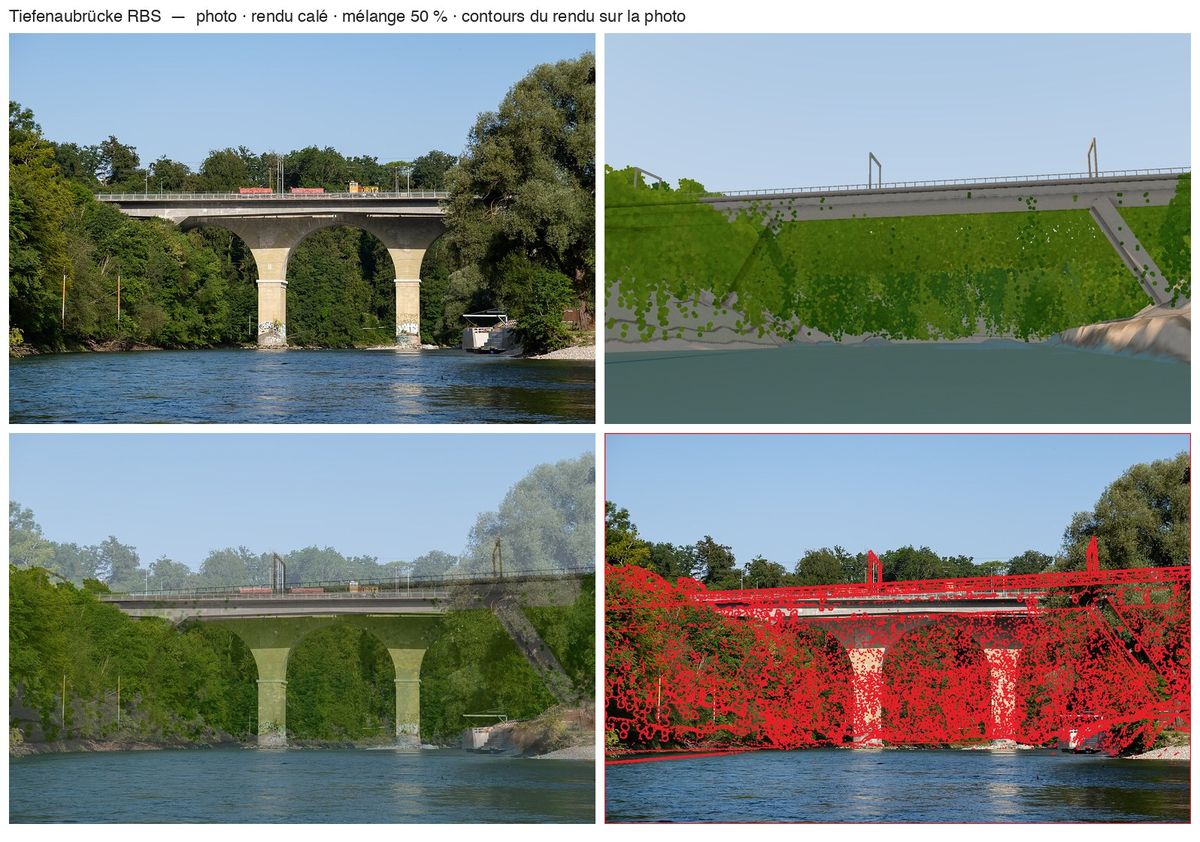 Tiefenaubrücke RBS — photo · rendu calé · mélange 50 % · contours du rendu sur la photo